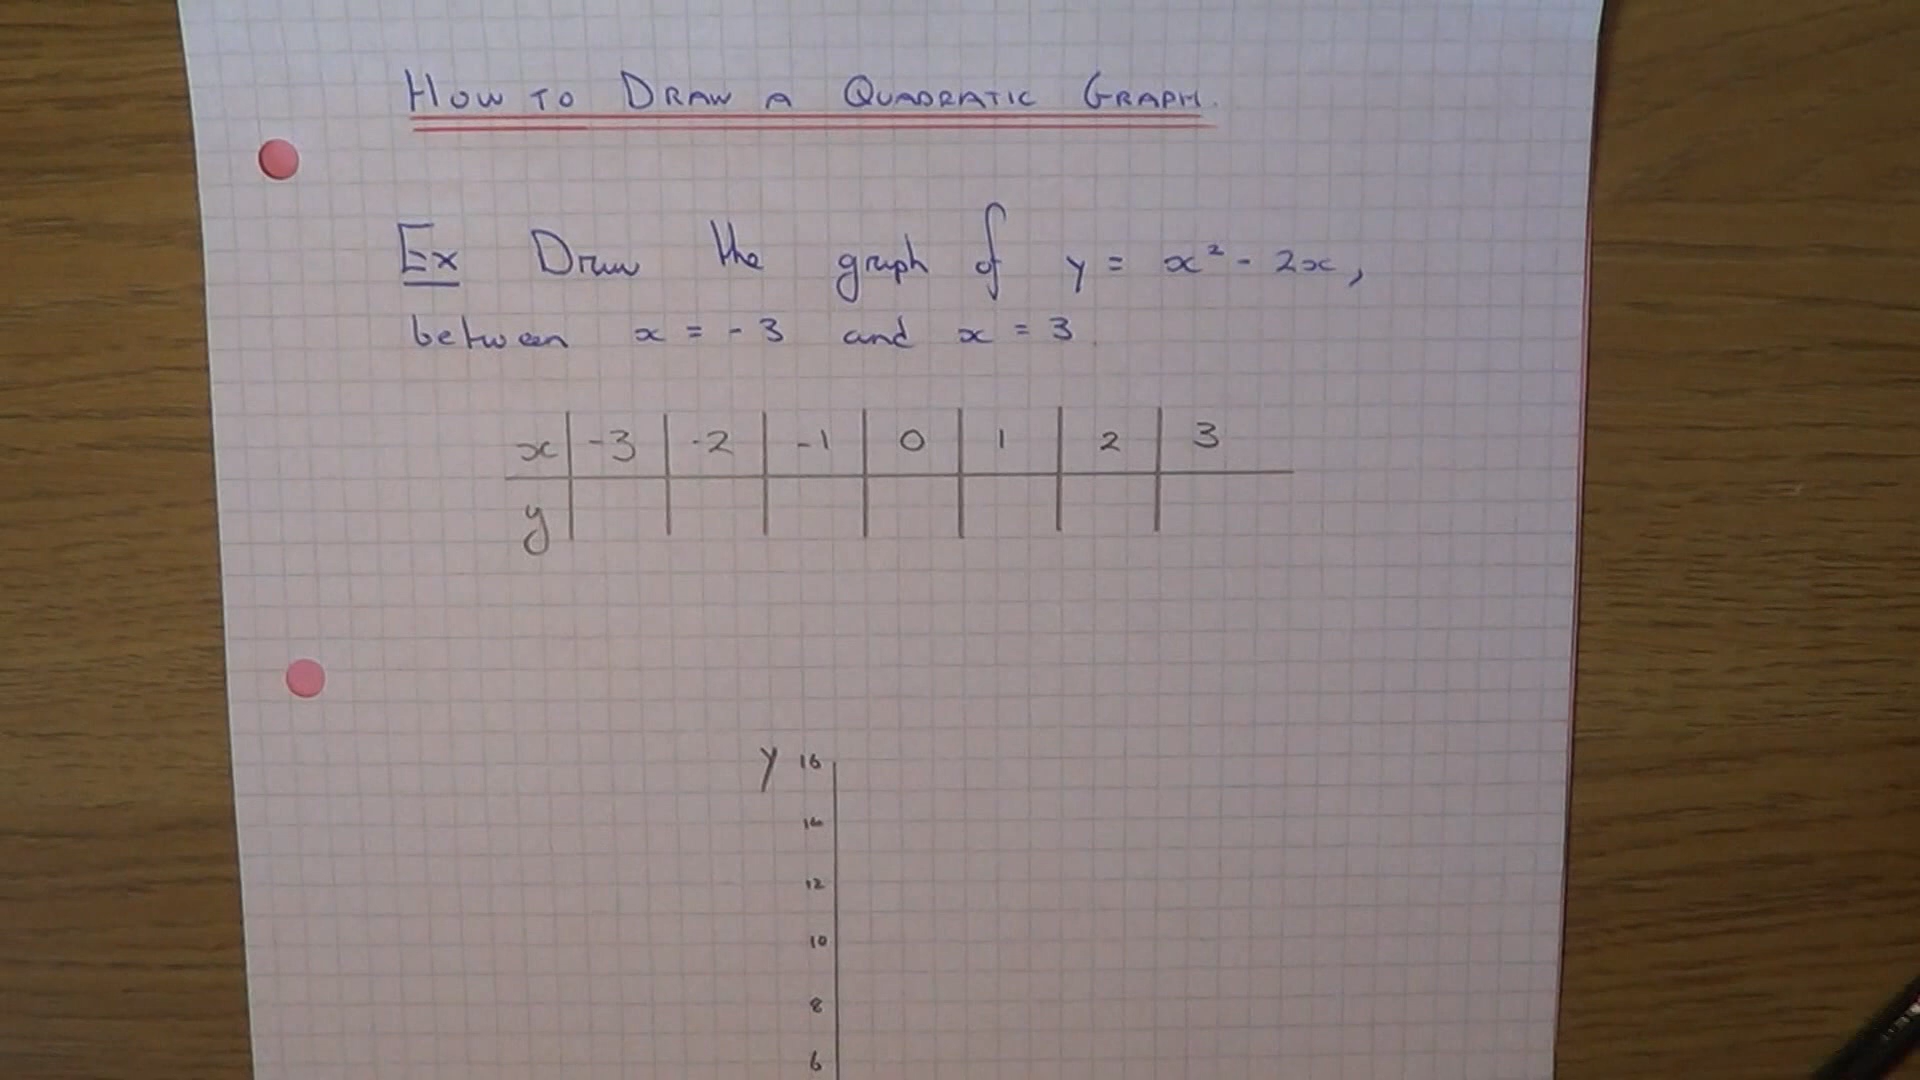 HOW TO DRAW A QUADRATIC GRAPH.
Ex Draw the graph of y = x² - 2x,
between x = -3 and x = 3.
x -3 -2 -1 0 1 2 3
y
y 16
14
12
10
8
6